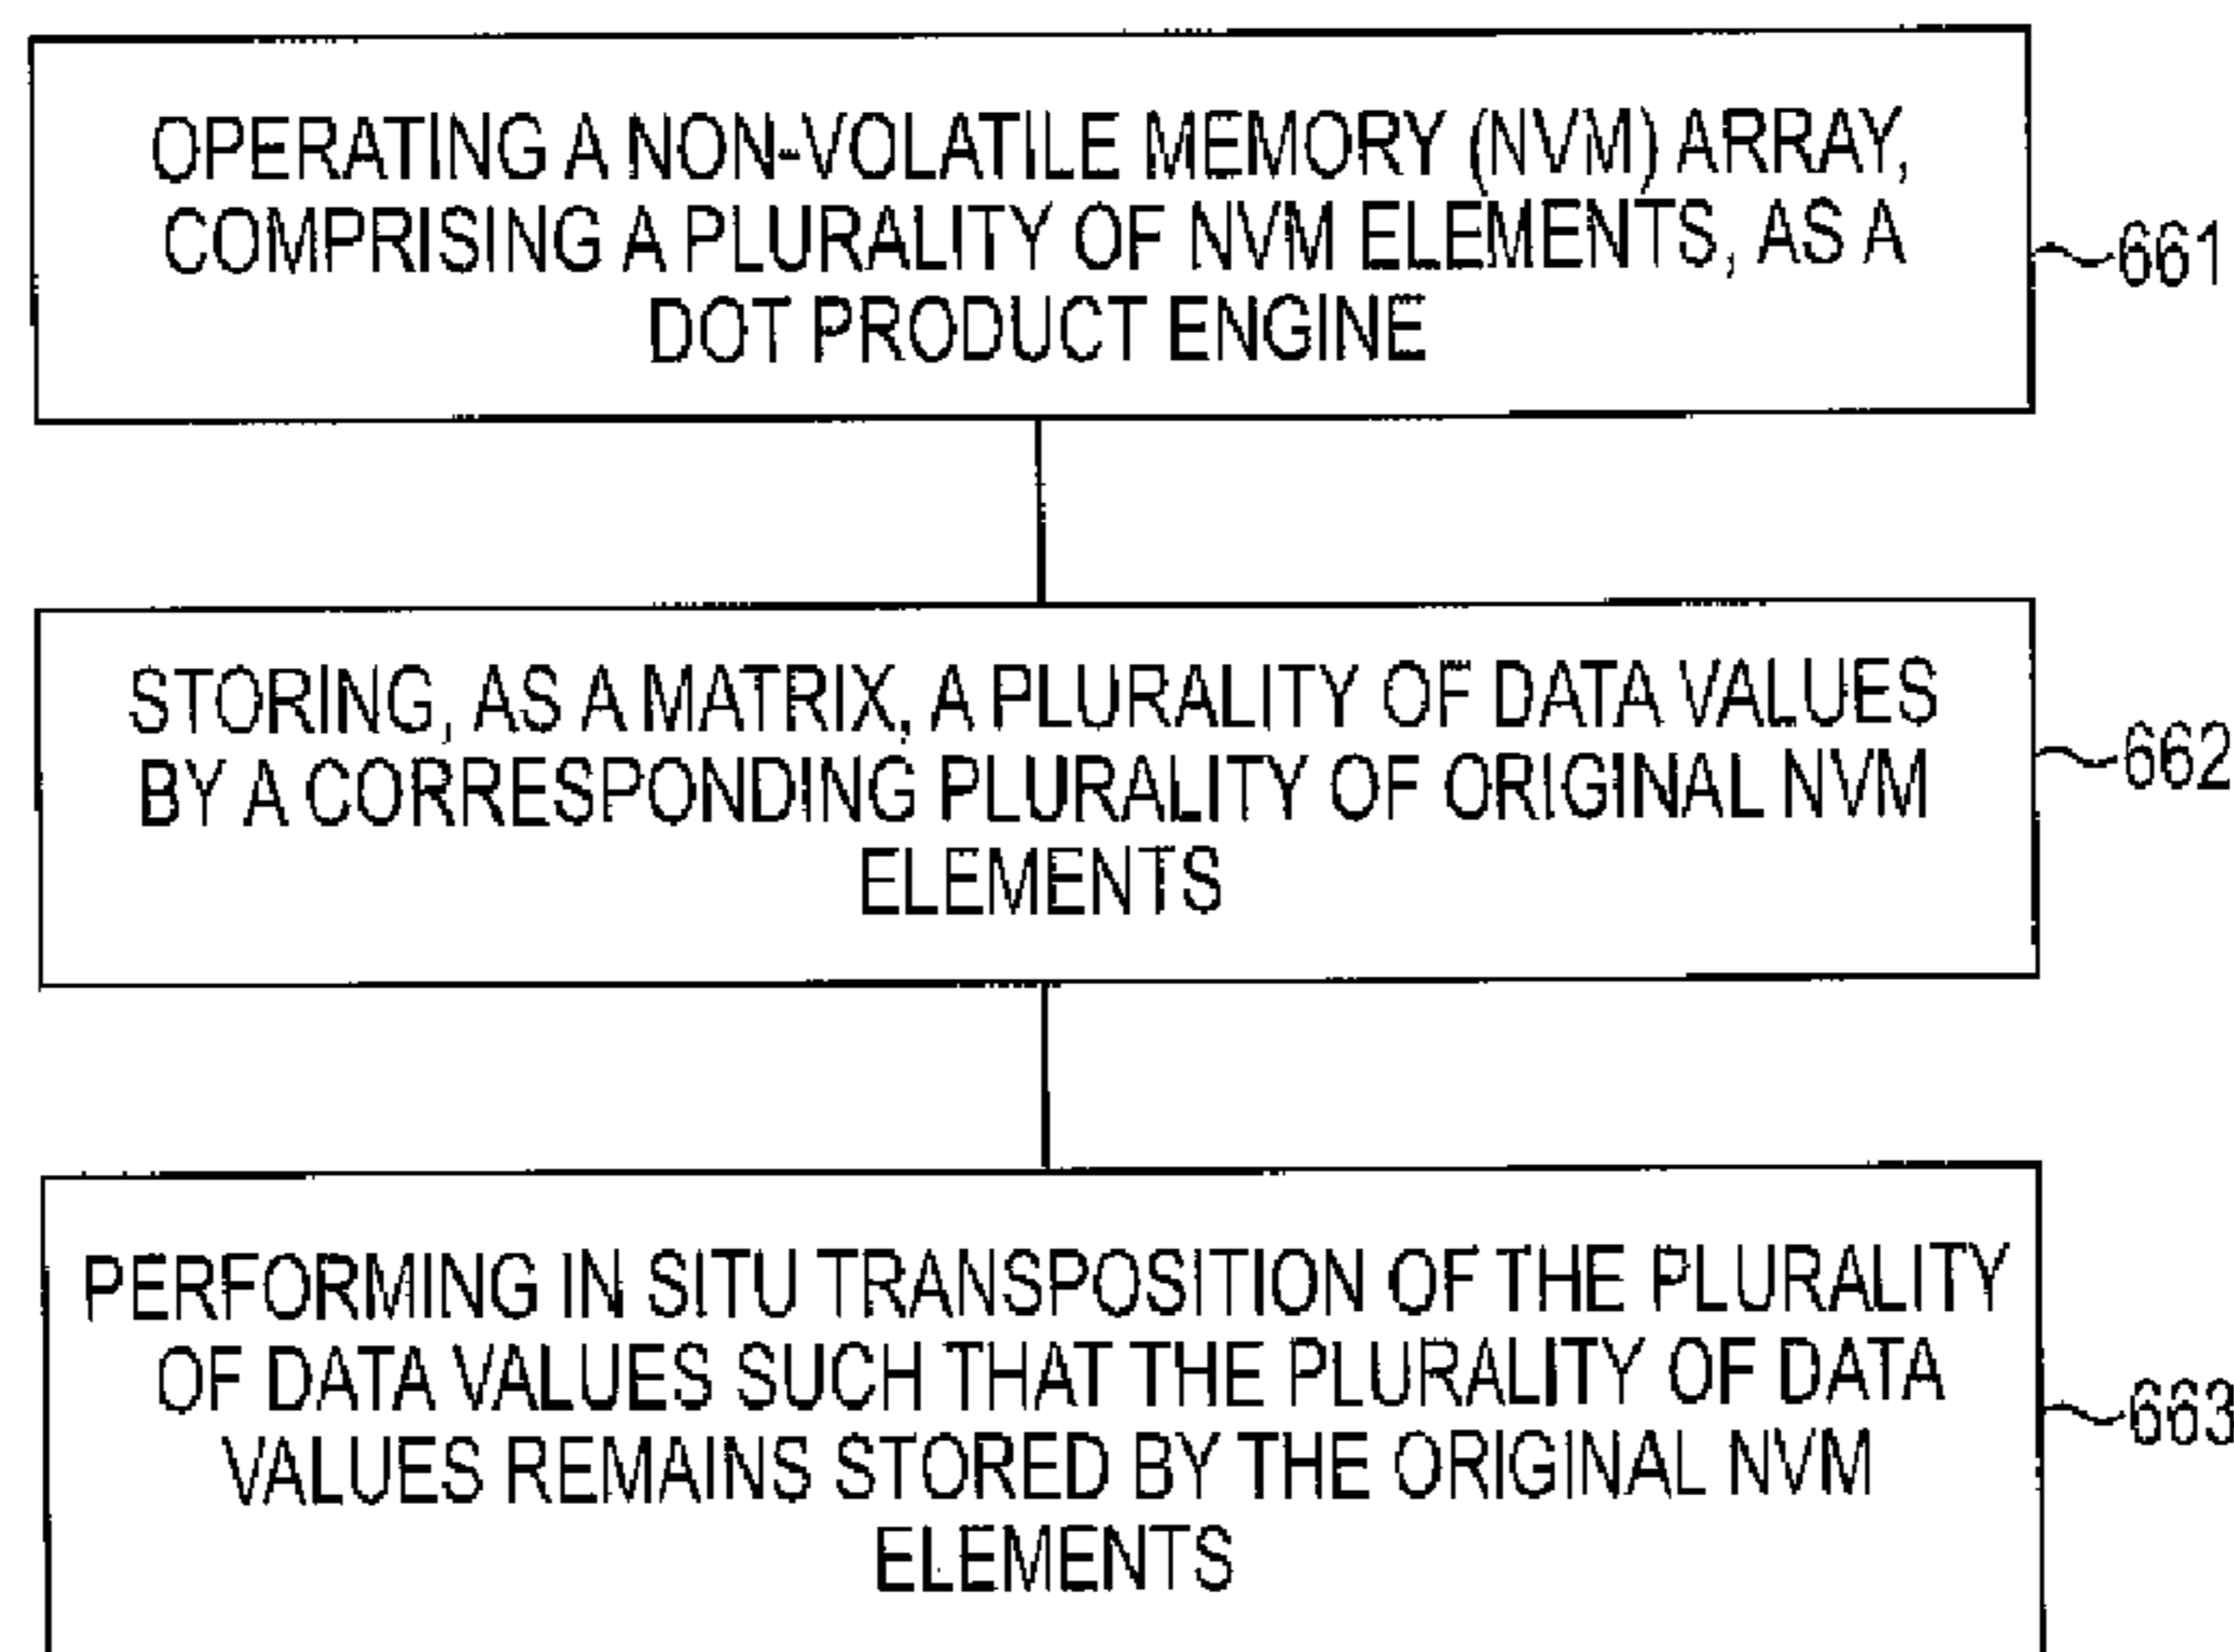 OPERATING A NON-VOLATILE MEMORY (NVM) ARRAY,
COMPRISING A PLURALITY OF NVM ELEMENTS, AS A
DOT PRODUCT ENGINE
661
STORING, AS A MATRIX, A PLURALITY OF DATA VALUES
BY A CORRESPONDING PLURALITY OF ORIGINAL NVM
ELEMENTS
662
PERFORMING IN SITU TRANSPOSITION OF THE PLURALITY
OF DATA VALUES SUCH THAT THE PLURALITY OF DATA
VALUES REMAINS STORED BY THE ORIGINAL NVM
ELEMENTS
663